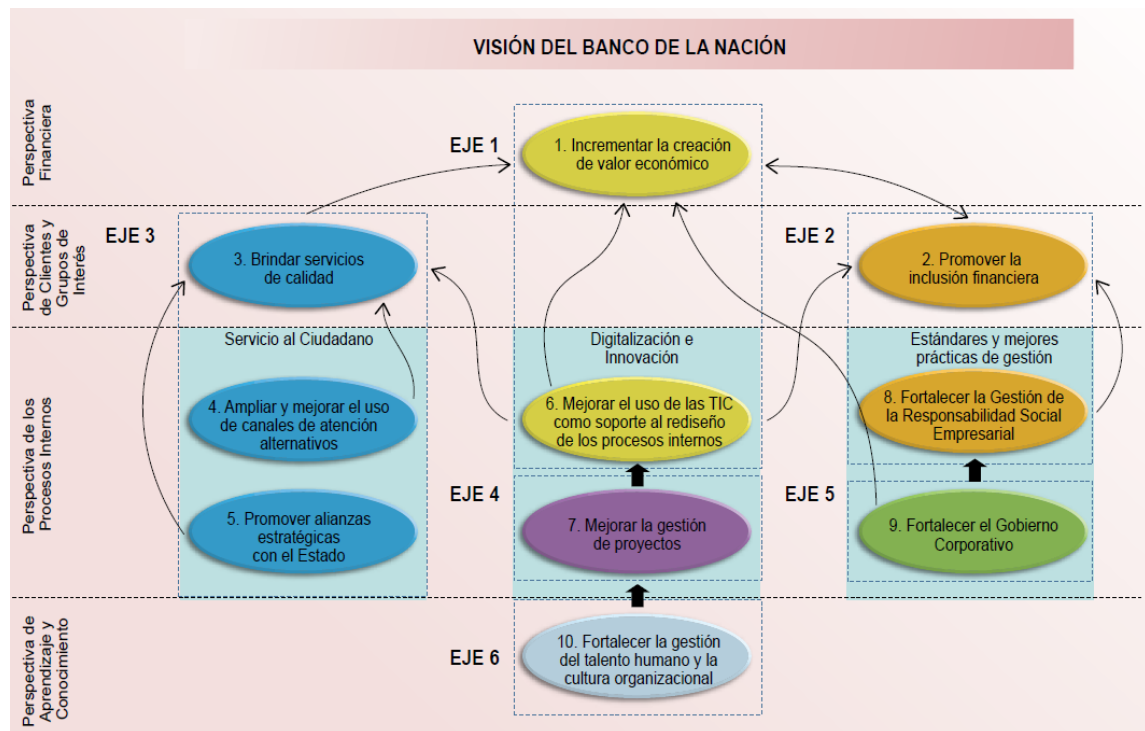 VISIÓN DEL BANCO DE LA NACIÓN
Perspectiva
Financiera
EJE 1
1. Incrementar la creación
de valor económico
Perspectiva
de Clientes y
Grupos de
Interés
EJE 3
3. Brindar servicios
de calidad
EJE 2
2. Promover la
inclusión financiera
Perspectiva de los
Procesos Internos
Servicio al Ciudadano
4. Ampliar y mejorar el uso
de canales de atención
alternativos
5. Promover alianzas
estratégicas
con el Estado
Digitalización e
Innovación
6. Mejorar el uso de las TIC
como soporte al rediseño
de los procesos internos
EJE 4
7. Mejorar la gestión
de proyectos
Estándares y mejores
prácticas de gestión
8. Fortalecer la Gestión de
la Responsabilidad Social
Empresarial
EJE 5
9. Fortalecer el Gobierno
Corporativo
Perspectiva de
Aprendizaje y
Conocimiento
EJE 6
10. Fortalecer la gestión
del talento humano y la
cultura organizacional